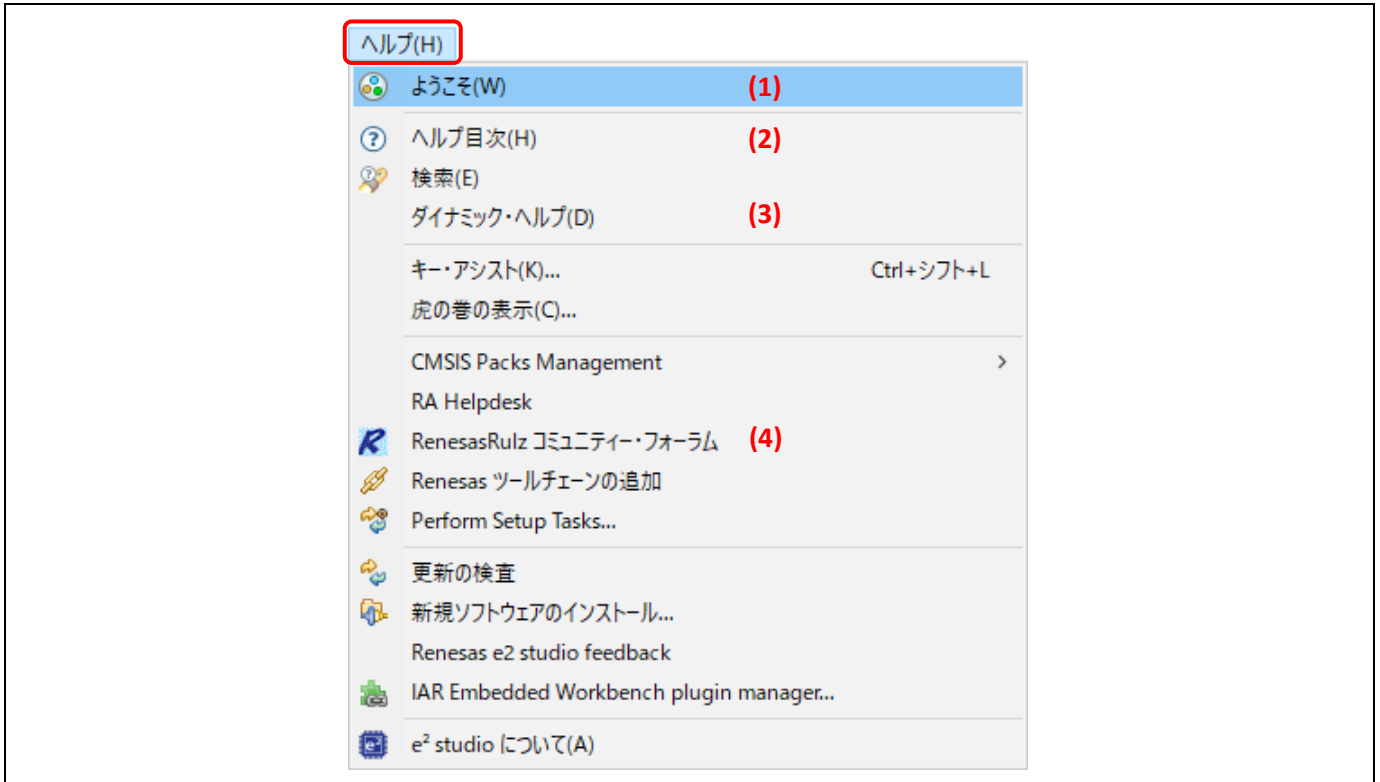 ヘルプ(H)
ようこそ(W) (1)
ヘルプ目次(H) (2)
検索(E)
ダイナミック・ヘルプ(D) (3)
キー・アシスト(K)... Ctrl+シフト+L
虎の巻の表示(C)...
CMSIS Packs Management >
RA Helpdesk
RenesasRulz コミュニティー・フォーラム (4)
Renesas ツールチェーンの追加
Perform Setup Tasks...
更新の検査
新規ソフトウェアのインストール...
Renesas e2 studio feedback
IAR Embedded Workbench plugin manager...
e² studio について(A)